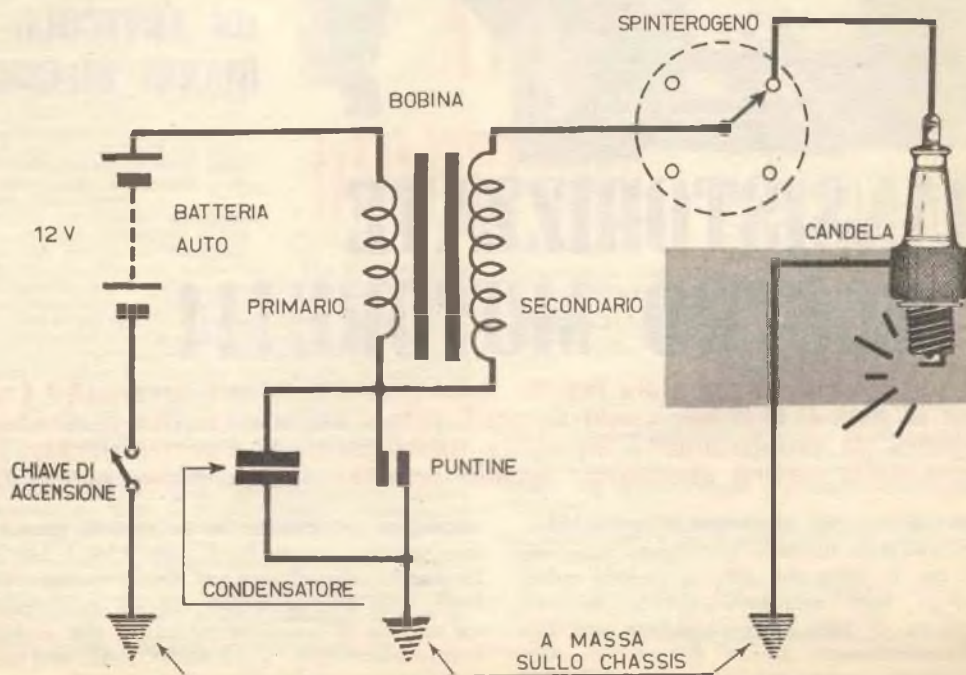 SPINTEROGENO
BOBINA
12 V
BATTERIA
AUTO
PRIMARIO
SECONDARIO
CANDELA
CHIAVE DI
ACCENSIONE
PUNTINE
CONDENSATORE
A MASSA
SULLO CHASSIS